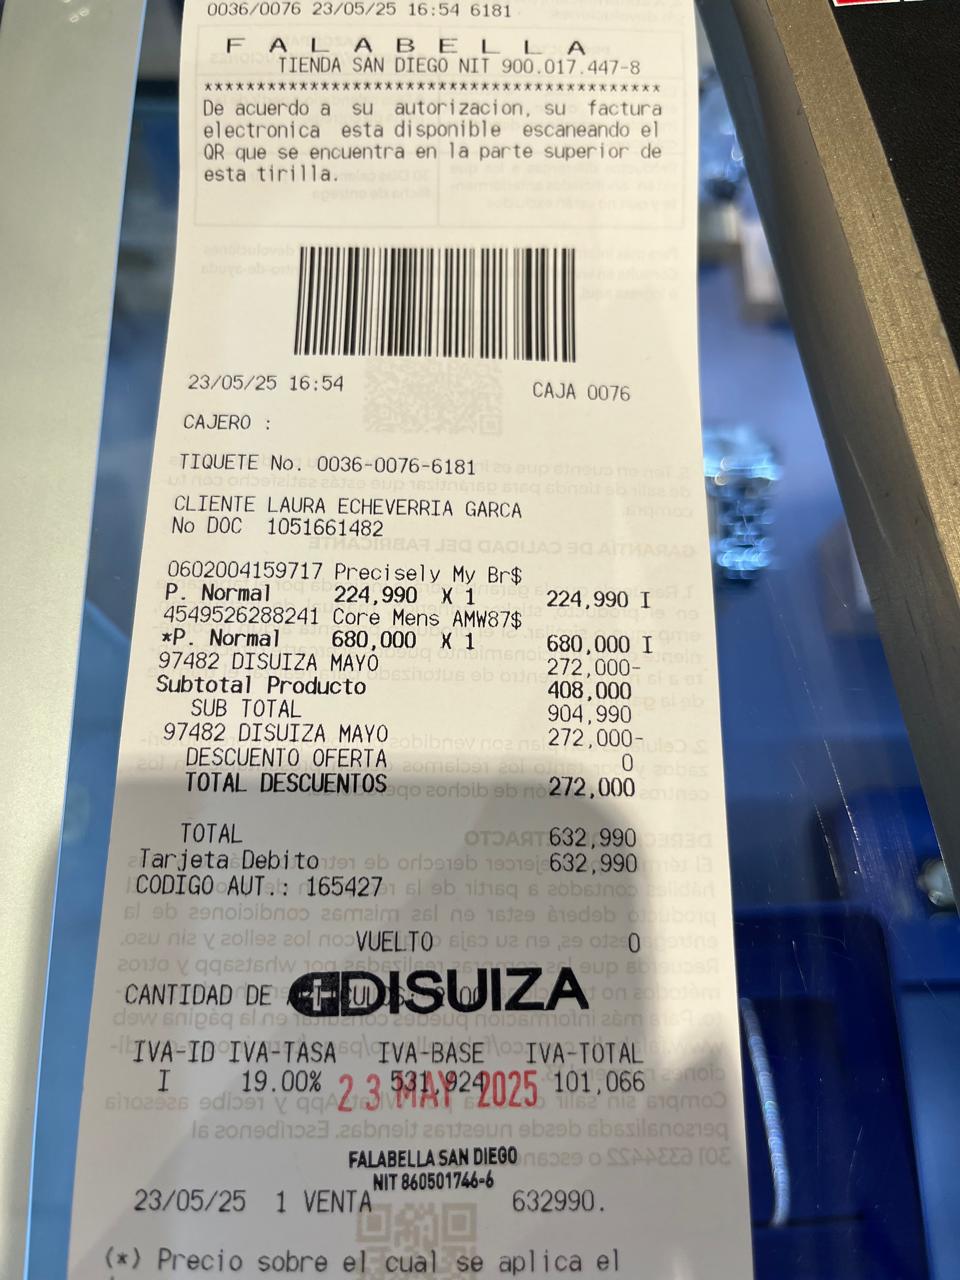 0036/0076 23/05/25 16:54 6181
FALABELLA
TIENDA SAN DIEGO NIT 900.017.447-8
********************************************
De acuerdo a su autorizacion, su factura
electronica esta disponible escaneando el
QR que se encuentra en la parte superior de
esta tirilla.
23/05/25 16:54 CAJA 0076
CAJERO :
TIQUETE No. 0036-0076-6181
CLIENTE LAURA ECHEVERRIA GARCA
No DOC 1051661482
0602004159717 Precisely My Br$
P. Normal 224,990 X 1 224,990 I
4549526288241 Core Mens AMW87$
*P. Normal 680,000 X 1 680,000 I
97482 DISUIZA MAYO 272,000-
Subtotal Producto 408,000
SUB TOTAL 904,990
97482 DISUIZA MAYO 272,000-
DESCUENTO OFERTA 0
TOTAL DESCUENTOS 272,000
TOTAL 632,990
Tarjeta Debito 632,990
CODIGO AUT.: 165427
VUELTO 0
CANTIDAD DE
DISUIZA
IVA-ID IVA-TASA IVA-BASE IVA-TOTAL
I 19.00% 531,924 101,066
23 MAY 2025
FALABELLA SAN DIEGO
NIT 860501746-6
23/05/25 1 VENTA 632990.
(*) Precio sobre el cual se aplica el